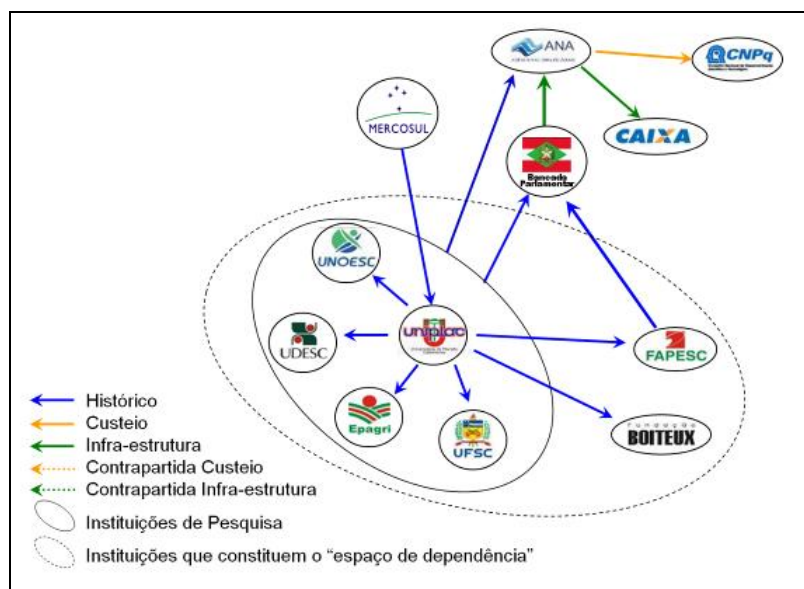 ANA
CNPq
MERCOSUL
CAIXA
Bancada
Parlamentar
UNOESC
uniplac
UDESC
FAPESC
Epagri
UFSC
Fundação
BOITEUX
Histórico
Custeio
Infra-estrutura
Contrapartida Custeio
Contrapartida Infra-estrutura
Instituições de Pesquisa
Instituições que constituem o “espaço de dependência”